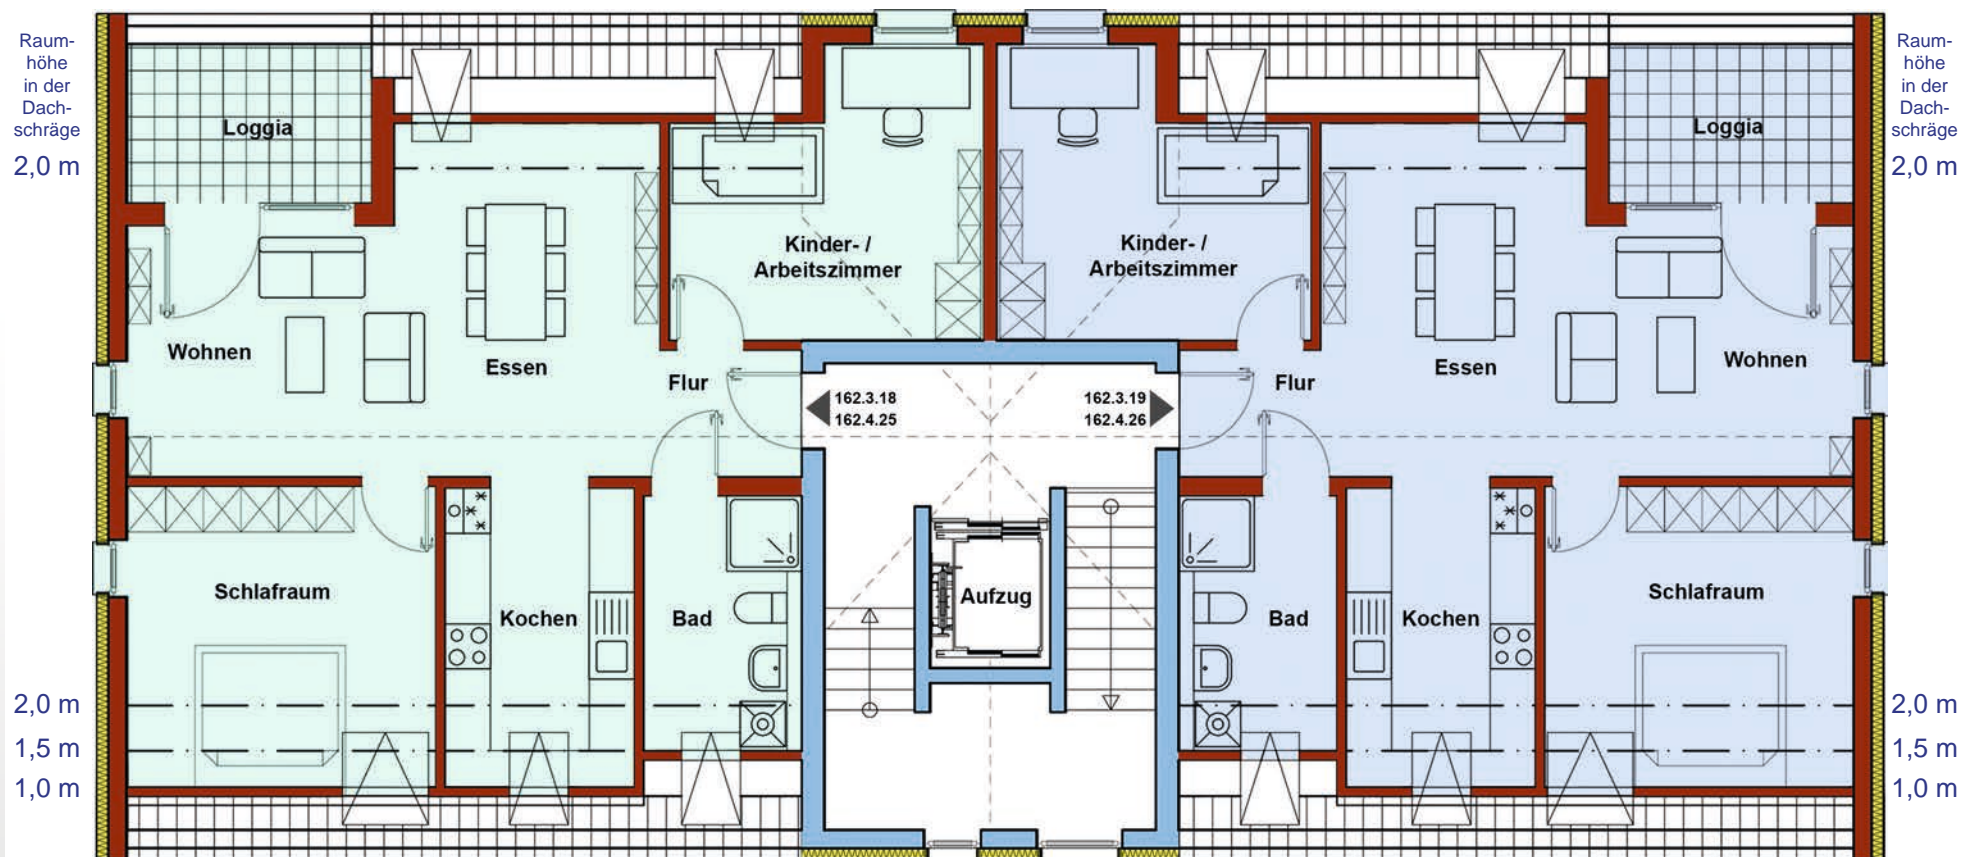 Raum-
höhe
in der
Dach-
schräge
2,0 m
Raum-
höhe
in der
Dach-
schräge
2,0 m
Loggia
Loggia
Kinder- /
Arbeitszimmer
Kinder- /
Arbeitszimmer
Wohnen
Essen
Flur
Flur
Essen
Wohnen
162.3.18
162.4.25
162.3.19
162.4.26
Schlafraum
Kochen
Bad
Aufzug
Bad
Kochen
Schlafraum
2,0 m
1,5 m
1,0 m
2,0 m
1,5 m
1,0 m